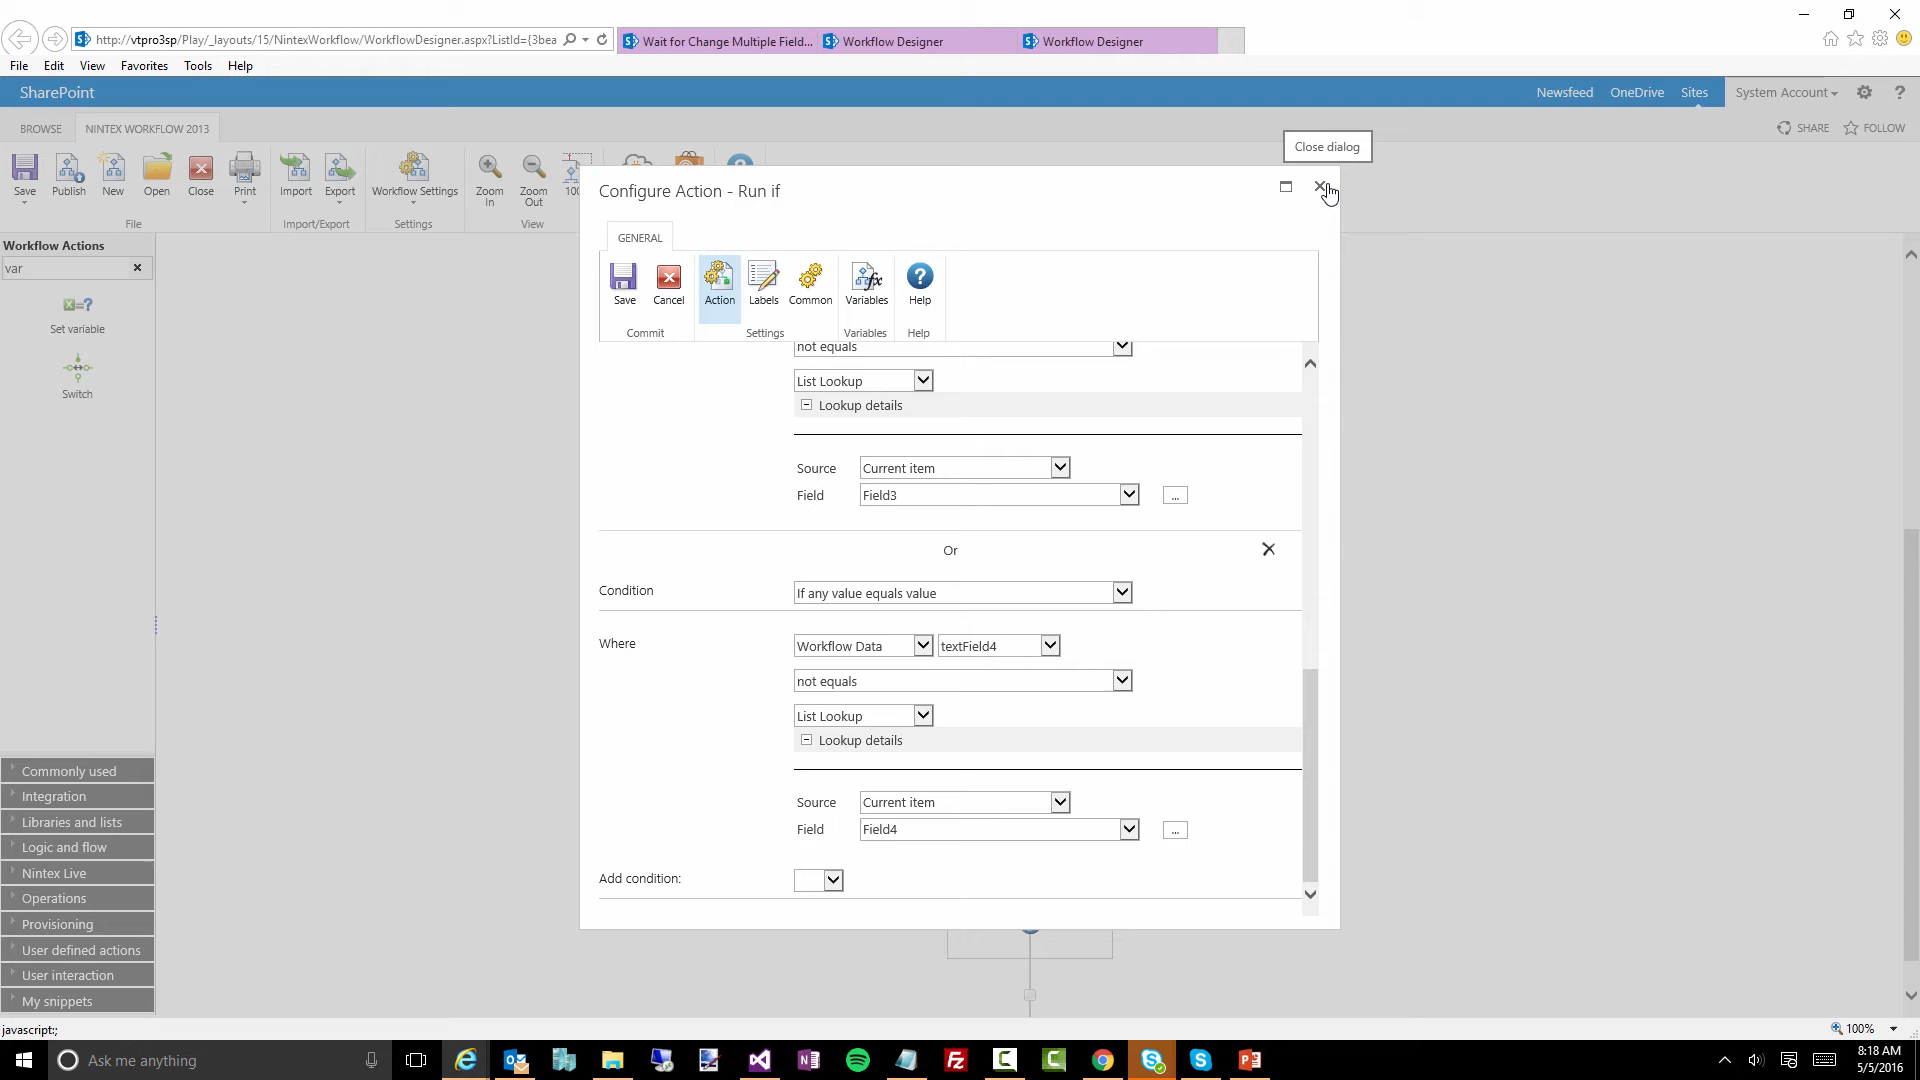 http://vtpro3sp/Play/_layouts/15/NintexWorkflow/WorkflowDesigner.aspx?ListId={3bea
Wait for Change Multiple Field...
Workflow Designer
Workflow Designer
File Edit View Favorites Tools Help
SharePoint
Newsfeed OneDrive Sites System Account ?
BROWSE NINTEX WORKFLOW 2013
SHARE FOLLOW
Close dialog
Save Publish New Open Close Print Import Export Workflow Settings Zoom In Zoom Out 100
File Import/Export Settings View
Configure Action - Run if
GENERAL
Save Cancel Action Labels Common Variables Help
Commit Settings Variables Help
Workflow Actions
var
Set variable
Switch
not equals
List Lookup
Lookup details
Source Current item
Field Field3 ...
Or
Condition If any value equals value
Where Workflow Data textField4
not equals
List Lookup
Lookup details
Source Current item
Field Field4 ...
Add condition:
Commonly used
Integration
Libraries and lists
Logic and flow
Nintex Live
Operations
Provisioning
User defined actions
User interaction
My snippets
javascript:;
100%
Ask me anything
8:18 AM
5/5/2016